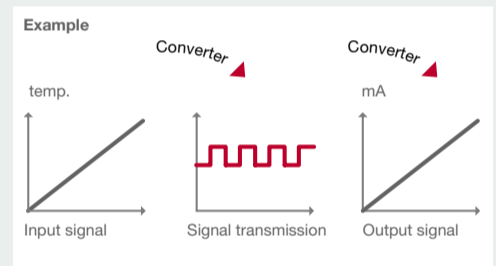 Example
Converter
Converter
temp.
mA
Input signal
Signal transmission
Output signal